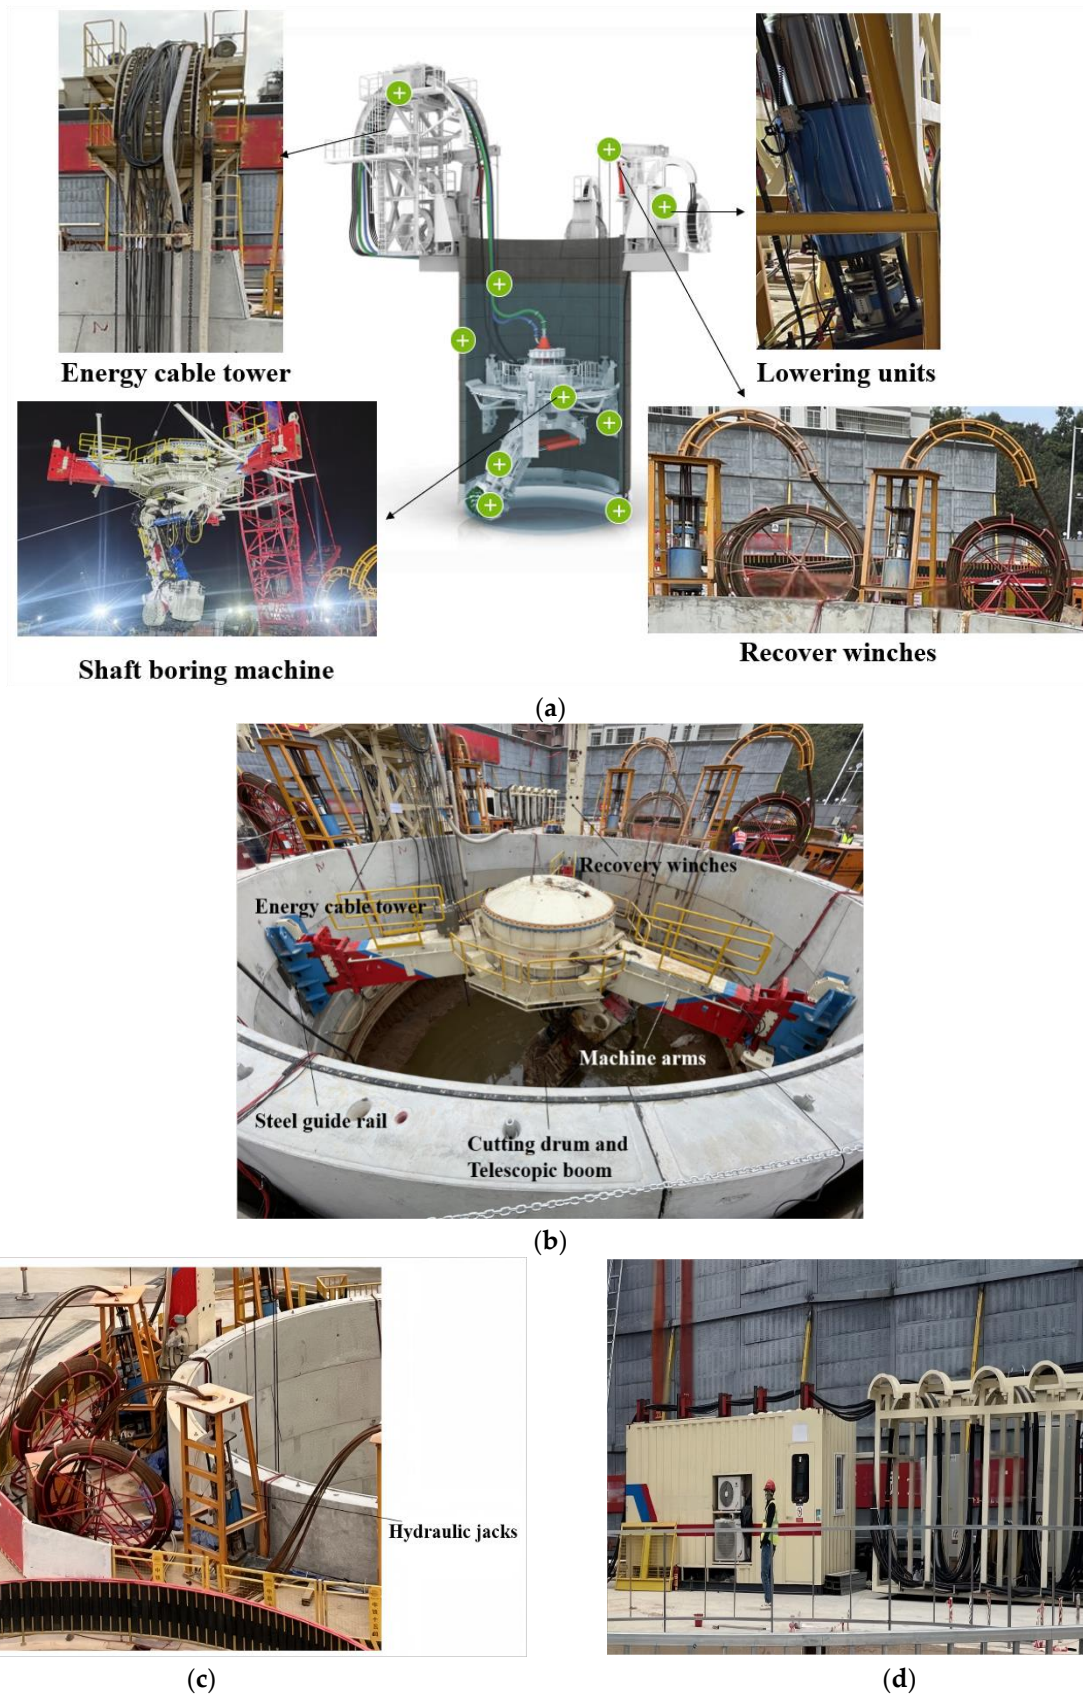 Energy cable tower
Lowering units
Shaft boring machine
Recover winches
(a)
Recovery winches
Energy cable tower
Machine arms
Steel guide rail
Cutting drum and
Telescopic boom
(b)
Hydraulic jacks
(c)
(d)